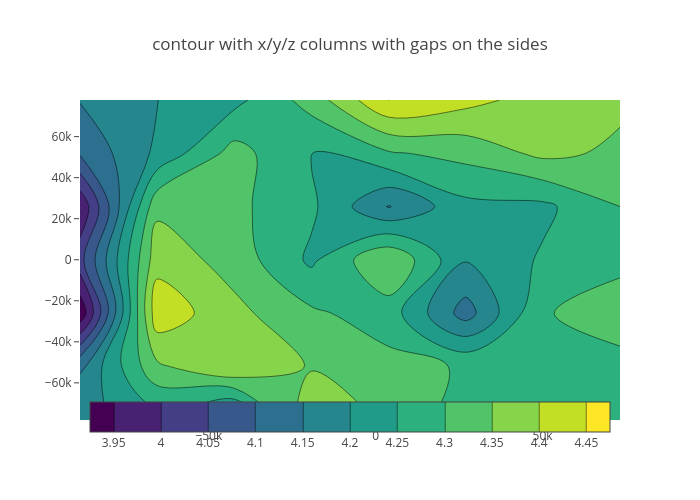 contour with x/y/z columns with gaps on the sides
60k
40k
20k
0
−20k
−40k
−60k
−50k 0 50k
3.95 4 4.05 4.1 4.15 4.2 4.25 4.3 4.35 4.4 4.45